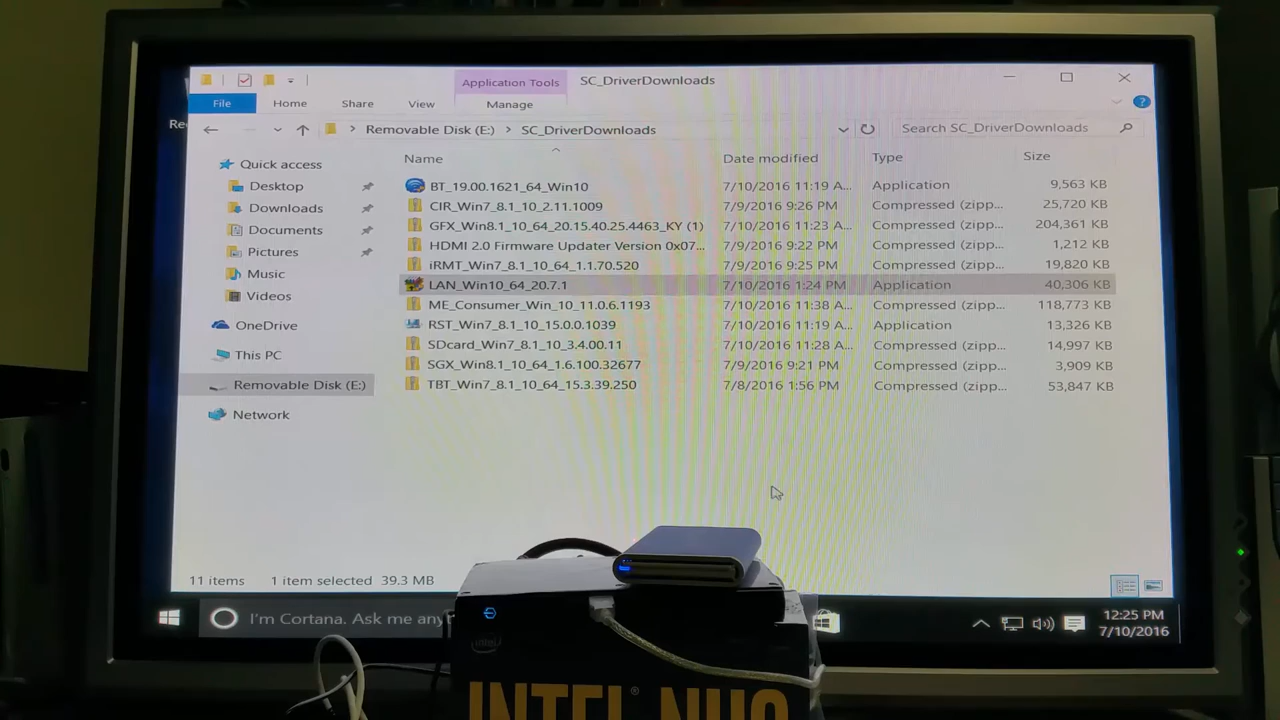 Application Tools SC_DriverDownloads
File Home Share View Manage
Removable Disk (E:) > SC_DriverDownloads Search SC_DriverDownloads
Name Date modified Type Size
Quick access
Desktop
Downloads
Documents
Pictures
Music
Videos
OneDrive
This PC
Removable Disk (E:)
Network
BT_19.00.1621_64_Win10 7/10/2016 11:19 A... Application 9,563 KB
CIR_Win7_8.1_10_2.11.1009 7/9/2016 9:26 PM Compressed (zipp... 25,720 KB
GFX_Win8.1_10_64_20.15.40.25.4463_KY (1) 7/10/2016 11:23 A... Compressed (zipp... 204,361 KB
HDMI 2.0 Firmware Updater Version 0x07... 7/9/2016 9:22 PM Compressed (zipp... 1,212 KB
iRMT_Win7_8.1_10_64_1.1.70.520 7/9/2016 9:25 PM Compressed (zipp... 19,820 KB
LAN_Win10_64_20.7.1 7/10/2016 1:24 PM Application 40,306 KB
ME_Consumer_Win_10_11.0.6.1193 7/10/2016 11:38 A... Compressed (zipp... 118,773 KB
RST_Win7_8.1_10_15.0.0.1039 7/10/2016 11:19 A... Application 13,326 KB
SDcard_Win7_8.1_10_3.4.00.11 7/10/2016 11:28 A... Compressed (zipp... 14,997 KB
SGX_Win8.1_10_64_1.6.100.32677 7/9/2016 9:21 PM Compressed (zipp... 3,909 KB
TBT_Win7_8.1_10_64_15.3.39.250 7/8/2016 1:56 PM Compressed (zipp... 53,847 KB
11 items 1 item selected 39.3 MB
I'm Cortana. Ask me any
12:25 PM
7/10/2016
intel
INTEL® NUC